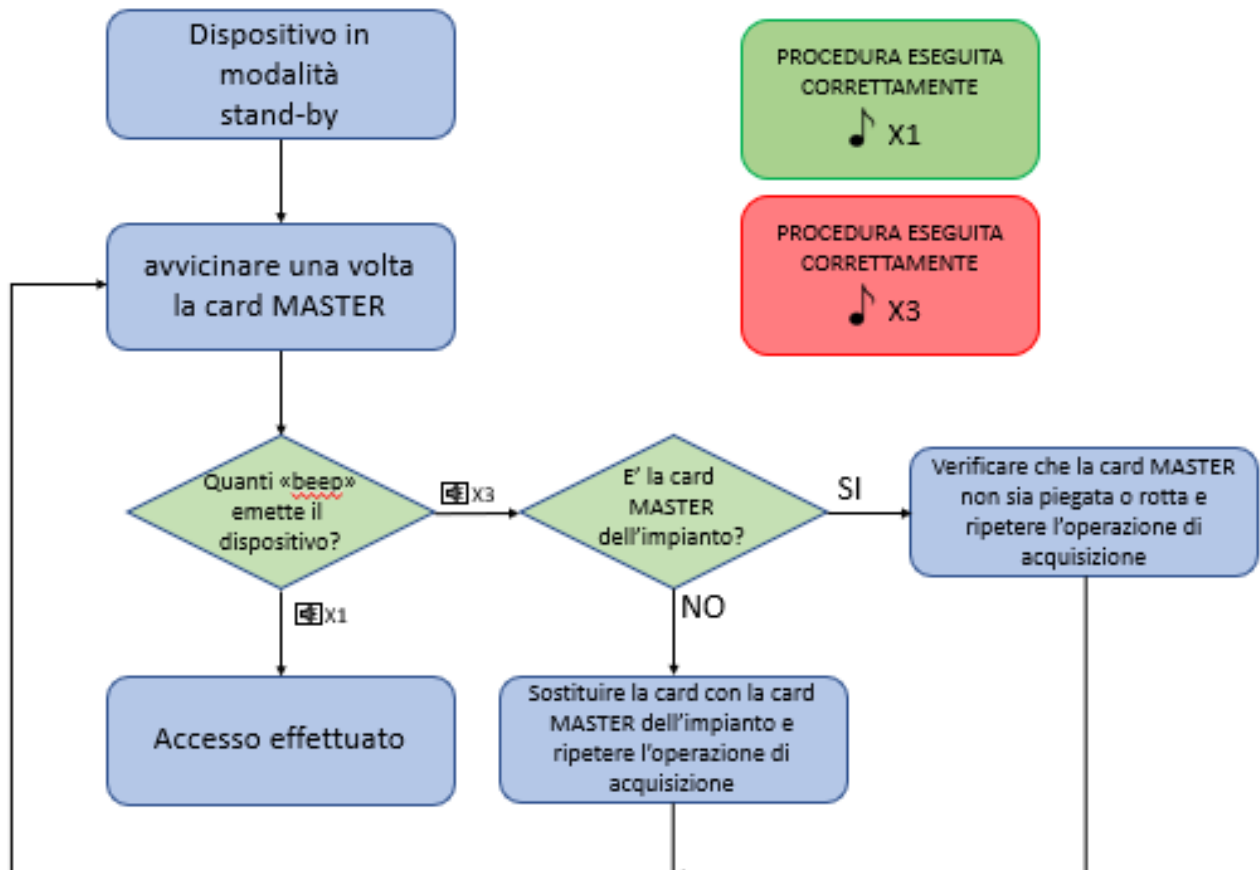 Dispositivo in
modalità
stand-by
PROCEDURA ESEGUITA
CORRETTAMENTE
X1
avvicinare una volta
la card MASTER
PROCEDURA ESEGUITA
CORRETTAMENTE
X3
Quanti «beep»
emette il
dispositivo?
X3
E' la card
MASTER
dell'impianto?
SI
Verificare che la card MASTER
non sia piegata o rotta e
ripetere l'operazione di
acquisizione
X1
NO
Accesso effettuato
Sostituire la card con la card
MASTER dell'impianto e
ripetere l'operazione di
acquisizione